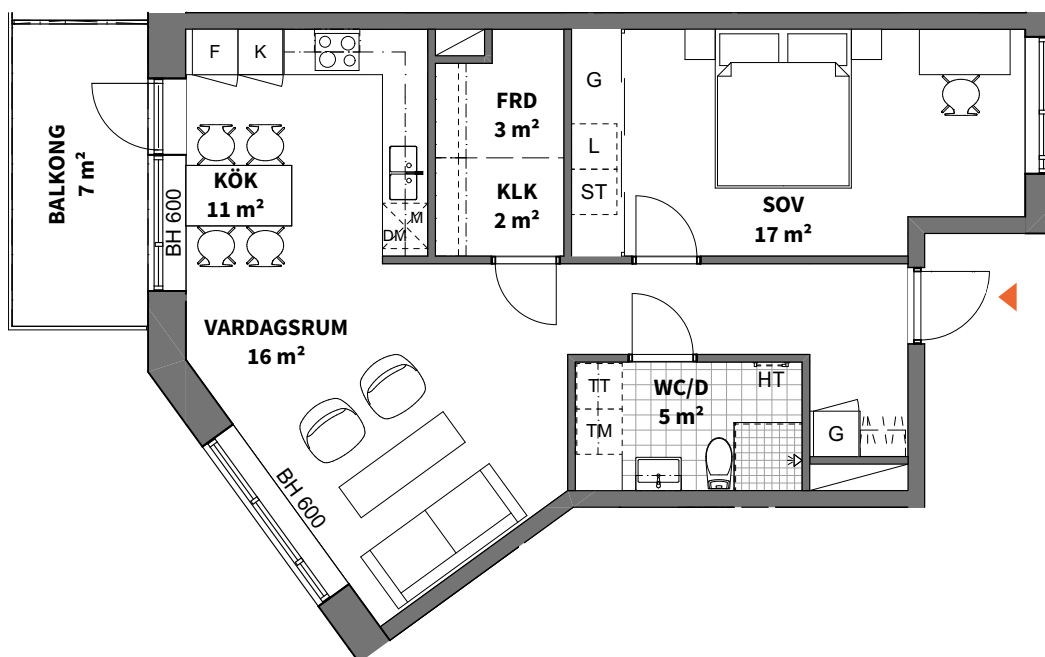 F
K
FRD
3 m²
G
BALKONG
7 m²
L
KÖK
11 m²
KLK
2 m²
ST
SOV
17 m²
BH 600
M
DM
VARDAGSRUM
16 m²
TT
WC/D
5 m²
HT
TM
G
BH 600